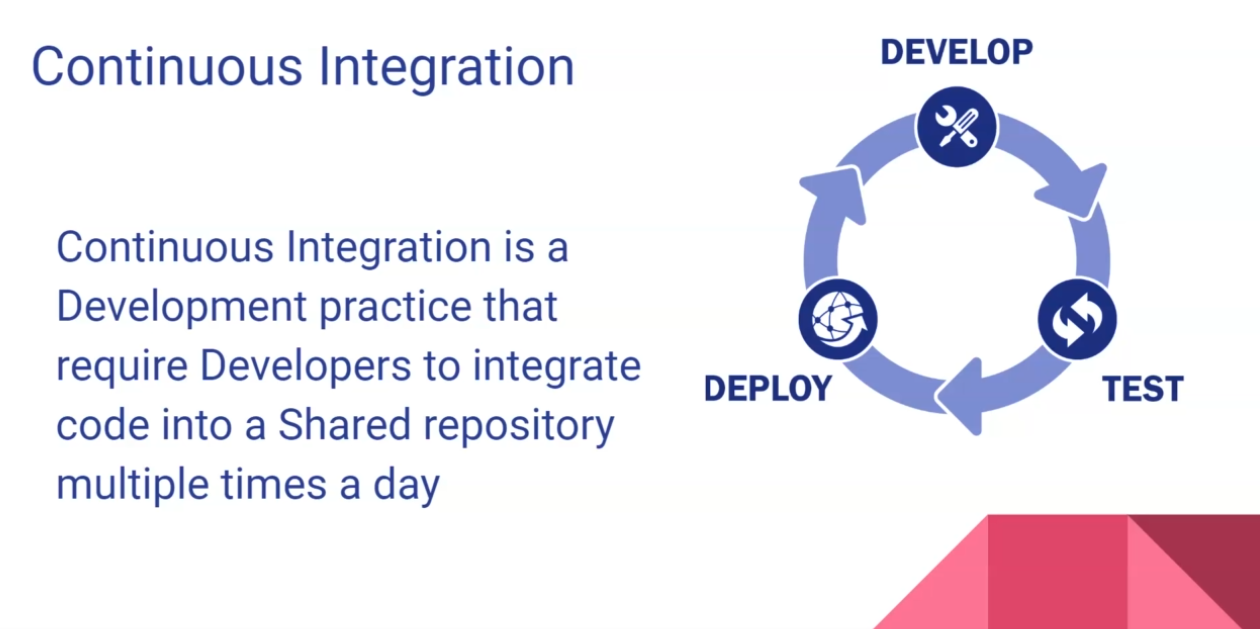 Continuous Integration
DEVELOP
Continuous Integration is a
Development practice that
require Developers to integrate
code into a Shared repository
multiple times a day
DEPLOY
TEST